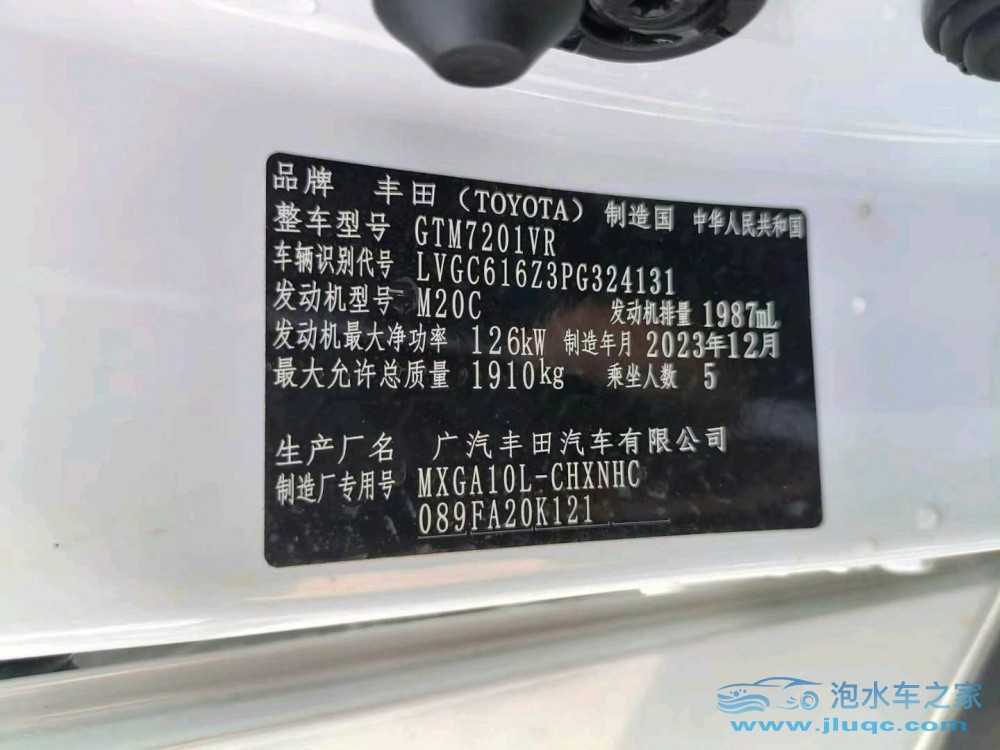 品牌 丰田（TOYOTA） 制造国 中华人民共和国
整车型号 GTM7201VR
车辆识别代号 LVGC616Z3PG324131
发动机型号 M20C 发动机排量 1987mL
发动机最大净功率 126kW 制造年月 2023年12月
最大允许总质量 1910kg 乘坐人数 5
生产厂名 广汽丰田汽车有限公司
制造厂专用号 MXGA10L-CHXNHC
089FA20K121
泡水车之家
www.jluqc.com